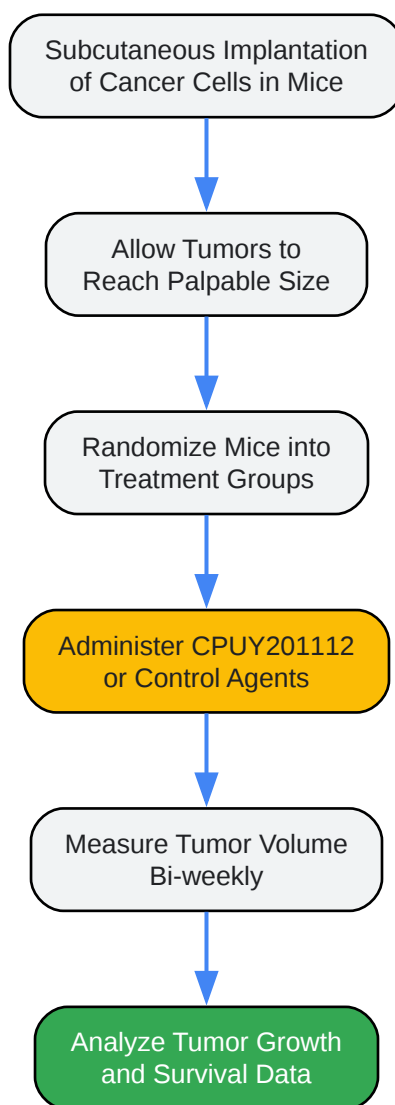 Subcutaneous Implantation
of Cancer Cells in Mice
Allow Tumors to
Reach Palpable Size
Randomize Mice into
Treatment Groups
Administer CPUY201112
or Control Agents
Measure Tumor Volume
Bi-weekly
Analyze Tumor Growth
and Survival Data